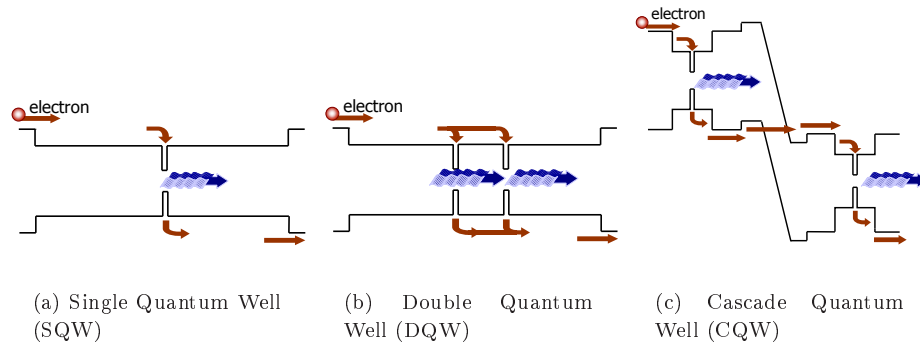 electron
electron
electron
(a) Single Quantum Well
(SQW)
(b) Double Quantum
Well (DQW)
(c) Cascade Quantum
Well (CQW)